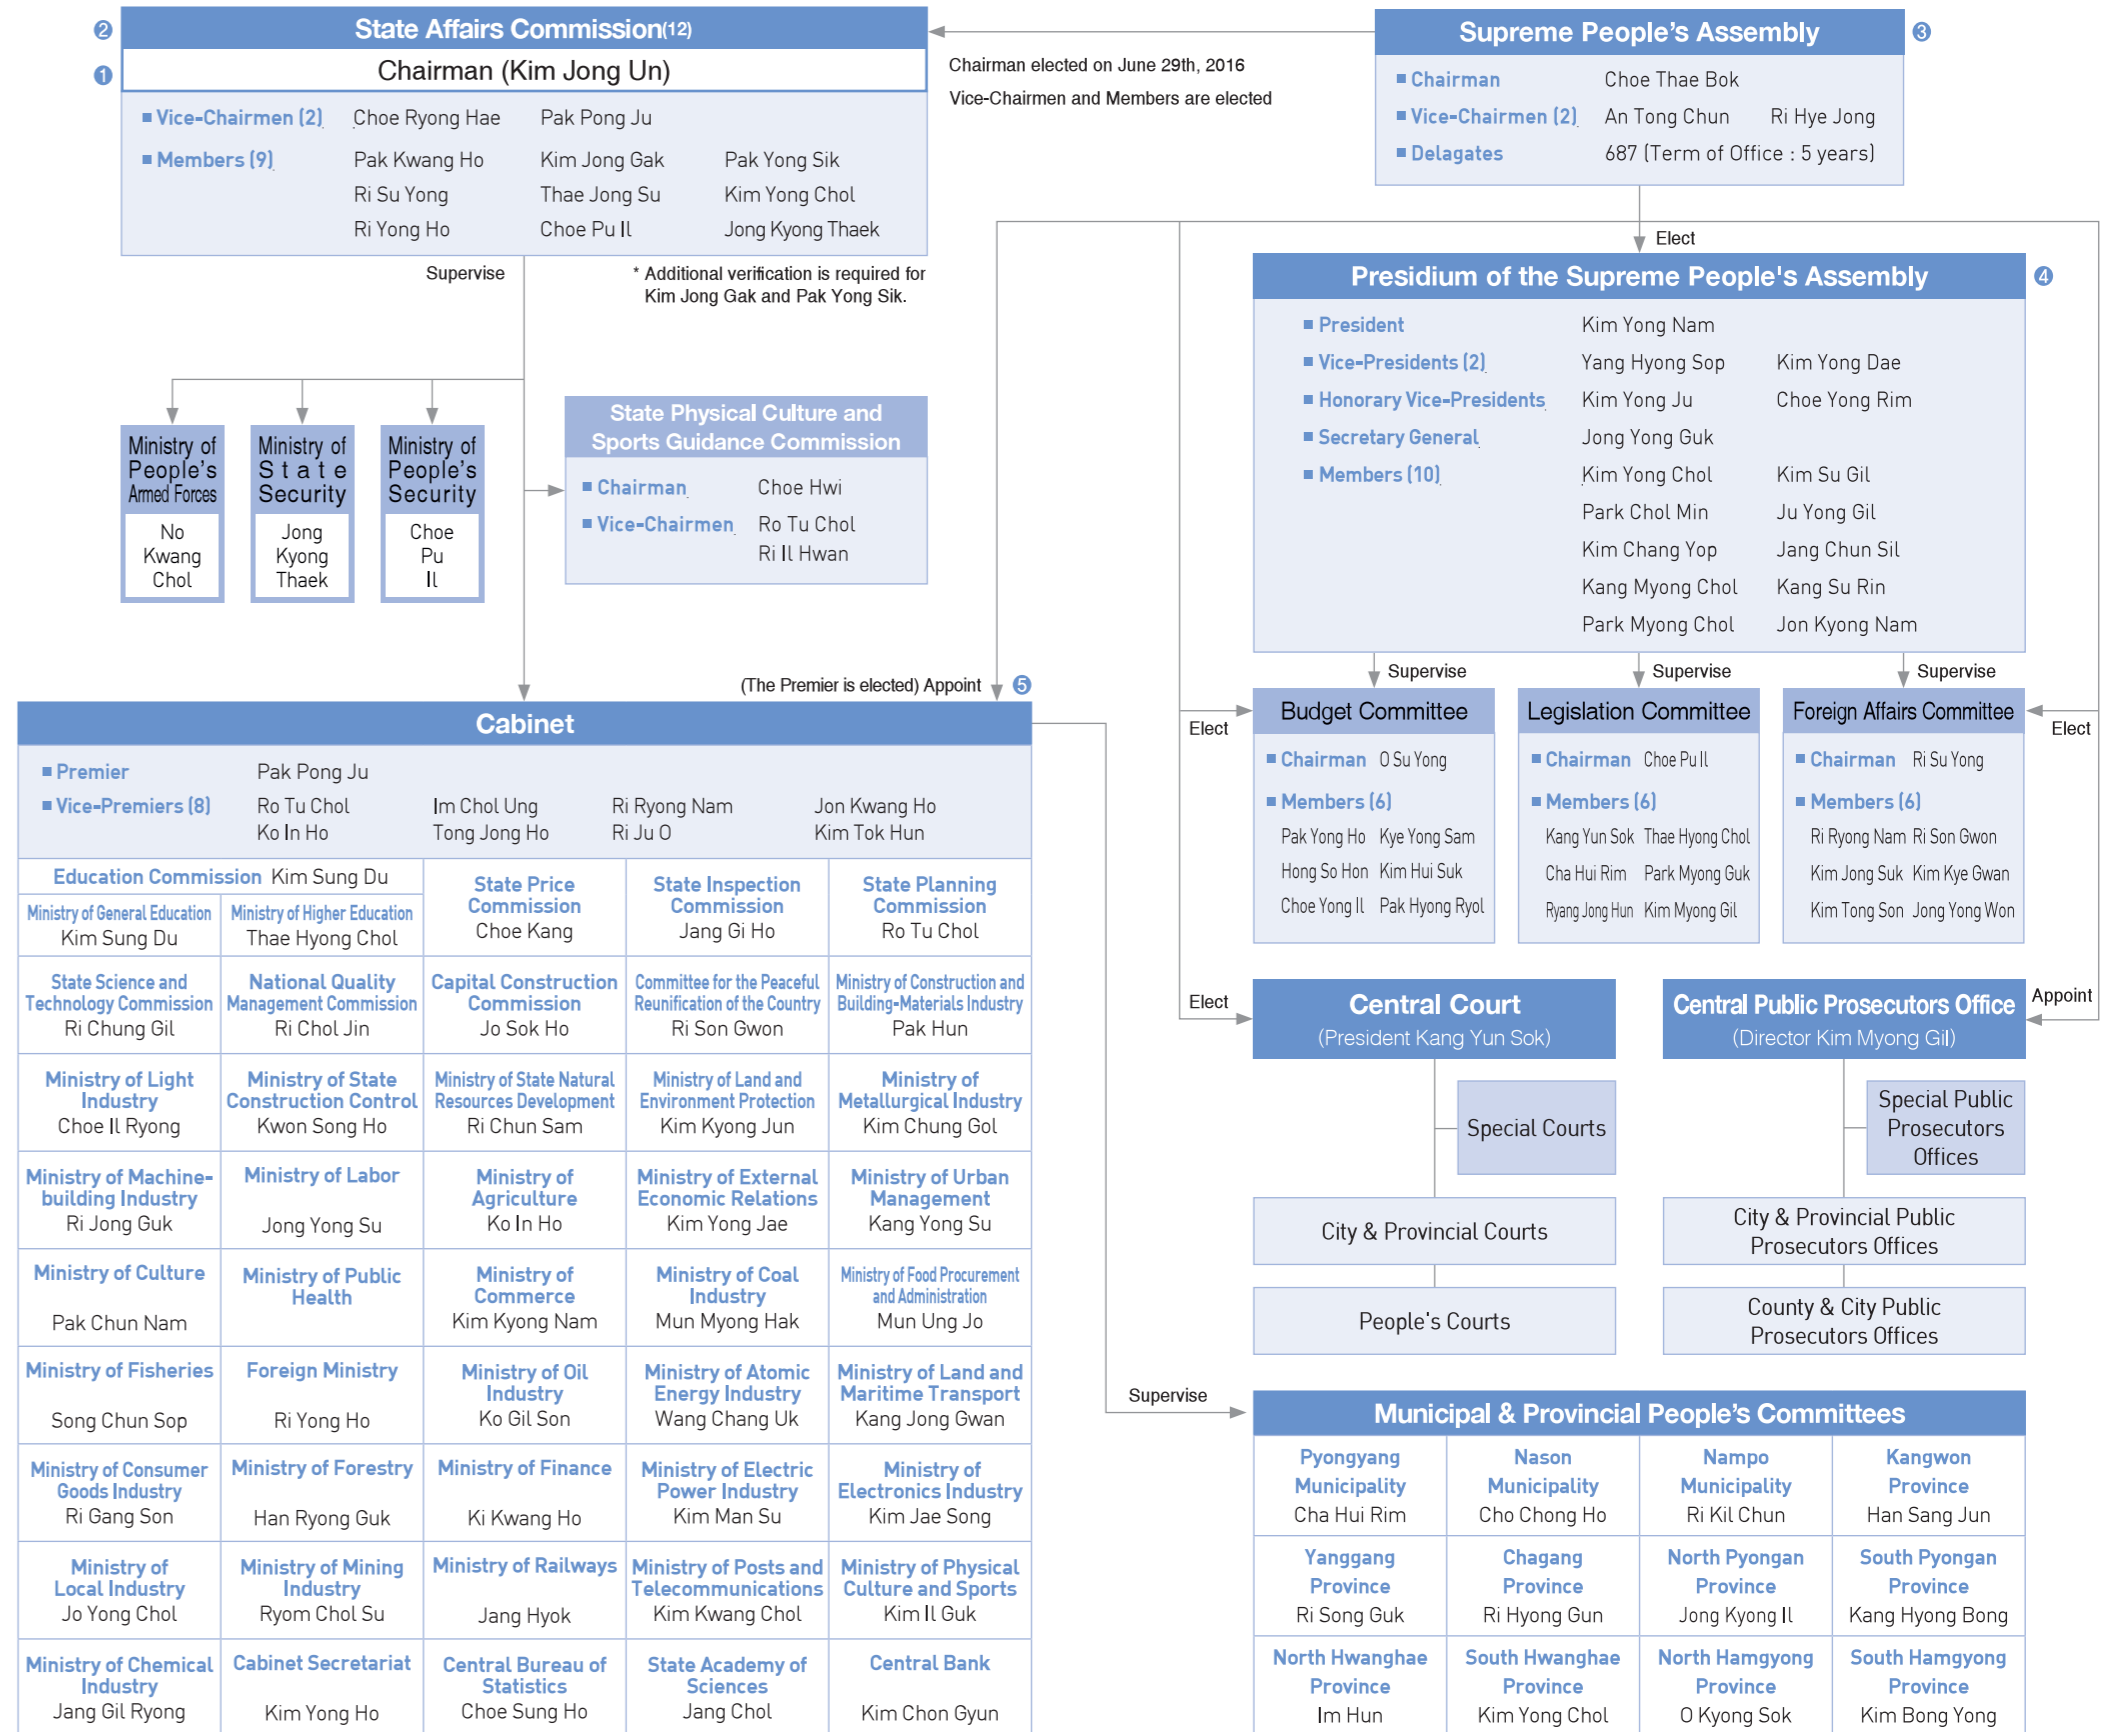 ❷ State Affairs Commission(12)
❶ Chairman (Kim Jong Un)
Vice-Chairmen (2) Choe Ryong Hae Pak Pong Ju
Members (9) Pak Kwang Ho Kim Jong Gak Pak Yong Sik
Ri Su Yong Thae Jong Su Kim Yong Chol
Ri Yong Ho Choe Pu Il Jong Kyong Thaek
Chairman elected on June 29th, 2016
Vice-Chairmen and Members are elected
Supreme People's Assembly ❸
Chairman Choe Thae Bok
Vice-Chairmen (2) An Tong Chun Ri Hye Jong
Delagates 687 (Term of Office : 5 years)
Supervise
* Additional verification is required for
Kim Jong Gak and Pak Yong Sik.
Elect
Presidium of the Supreme People's Assembly ❹
President Kim Yong Nam
Vice-Presidents (2) Yang Hyong Sop Kim Yong Dae
Honorary Vice-Presidents Kim Yong Ju Choe Yong Rim
Secretary General Jong Yong Guk
Members (10) Kim Yong Chol Kim Su Gil
Park Chol Min Ju Yong Gil
Kim Chang Yop Jang Chun Sil
Kang Myong Chol Kang Su Rin
Park Myong Chol Jon Kyong Nam
Ministry of
People's
Armed Forces
No
Kwang
Chol
Ministry of
State
Security
Jong
Kyong
Thaek
Ministry of
People's
Security
Choe
Pu
Il
State Physical Culture and
Sports Guidance Commission
Chairman Choe Hwi
Vice-Chairmen Ro Tu Chol
Ri Il Hwan
Supervise
Supervise
Supervise
Elect
Elect
Budget Committee
Chairman O Su Yong
Members (6)
Pak Yong Ho Kye Yong Sam
Hong So Hon Kim Hui Suk
Choe Yong Il Pak Hyong Ryol
Legislation Committee
Chairman Choe Pu Il
Members (6)
Kang Yun Sok Thae Hyong Chol
Cha Hui Rim Park Myong Guk
Ryang Jong Hun Kim Myong Gil
Foreign Affairs Committee
Chairman Ri Su Yong
Members (6)
Ri Ryong Nam Ri Son Gwon
Kim Jong Suk Kim Kye Gwan
Kim Tong Son Jong Yong Won
(The Premier is elected) Appoint ❺
Cabinet
Premier Pak Pong Ju
Vice-Premiers (8) Ro Tu Chol Im Chol Ung Ri Ryong Nam Jon Kwang Ho
Ko In Ho Tong Jong Ho Ri Ju O Kim Tok Hun
Education Commission Kim Sung Du
Ministry of General Education
Kim Sung Du
Ministry of Higher Education
Thae Hyong Chol
State Price
Commission
Choe Kang
State Inspection
Commission
Jang Gi Ho
State Planning
Commission
Ro Tu Chol
State Science and
Technology Commission
Ri Chung Gil
National Quality
Management Commission
Ri Chol Jin
Capital Construction
Commission
Jo Sok Ho
Committee for the Peaceful
Reunification of the Country
Ri Son Gwon
Ministry of Construction and
Building-Materials Industry
Pak Hun
Ministry of Light
Industry
Choe Il Ryong
Ministry of State
Construction Control
Kwon Song Ho
Ministry of State Natural
Resources Development
Ri Chun Sam
Ministry of Land and
Environment Protection
Kim Kyong Jun
Ministry of
Metallurgical Industry
Kim Chung Gol
Ministry of Machine-
building Industry
Ri Jong Guk
Ministry of Labor
Jong Yong Su
Ministry of
Agriculture
Ko In Ho
Ministry of External
Economic Relations
Kim Yong Jae
Ministry of Urban
Management
Kang Yong Su
Ministry of Culture
Pak Chun Nam
Ministry of Public
Health
Ministry of
Commerce
Kim Kyong Nam
Ministry of Coal
Industry
Mun Myong Hak
Ministry of Food Procurement
and Administration
Mun Ung Jo
Ministry of Fisheries
Song Chun Sop
Foreign Ministry
Ri Yong Ho
Ministry of Oil
Industry
Ko Gil Son
Ministry of Atomic
Energy Industry
Wang Chang Uk
Ministry of Land and
Maritime Transport
Kang Jong Gwan
Ministry of Consumer
Goods Industry
Ri Gang Son
Ministry of Forestry
Han Ryong Guk
Ministry of Finance
Ki Kwang Ho
Ministry of Electric
Power Industry
Kim Man Su
Ministry of
Electronics Industry
Kim Jae Song
Ministry of
Local Industry
Jo Yong Chol
Ministry of Mining
Industry
Ryom Chol Su
Ministry of Railways
Jang Hyok
Ministry of Posts and
Telecommunications
Kim Kwang Chol
Ministry of Physical
Culture and Sports
Kim Il Guk
Ministry of Chemical
Industry
Jang Gil Ryong
Cabinet Secretariat
Kim Yong Ho
Central Bureau of
Statistics
Choe Sung Ho
State Academy of
Sciences
Jang Chol
Central Bank
Kim Chon Gyun
Elect
Central Court
(President Kang Yun Sok)
Special Courts
City & Provincial Courts
People's Courts
Appoint
Central Public Prosecutors Office
(Director Kim Myong Gil)
Special Public
Prosecutors
Offices
City & Provincial Public
Prosecutors Offices
County & City Public
Prosecutors Offices
Supervise
Municipal & Provincial People's Committees
Pyongyang
Municipality
Cha Hui Rim
Nason
Municipality
Cho Chong Ho
Nampo
Municipality
Ri Kil Chun
Kangwon
Province
Han Sang Jun
Yanggang
Province
Ri Song Guk
Chagang
Province
Ri Hyong Gun
North Pyongan
Province
Jong Kyong Il
South Pyongan
Province
Kang Hyong Bong
North Hwanghae
Province
Im Hun
South Hwanghae
Province
Kim Yong Chol
North Hamgyong
Province
O Kyong Sok
South Hamgyong
Province
Kim Bong Yong